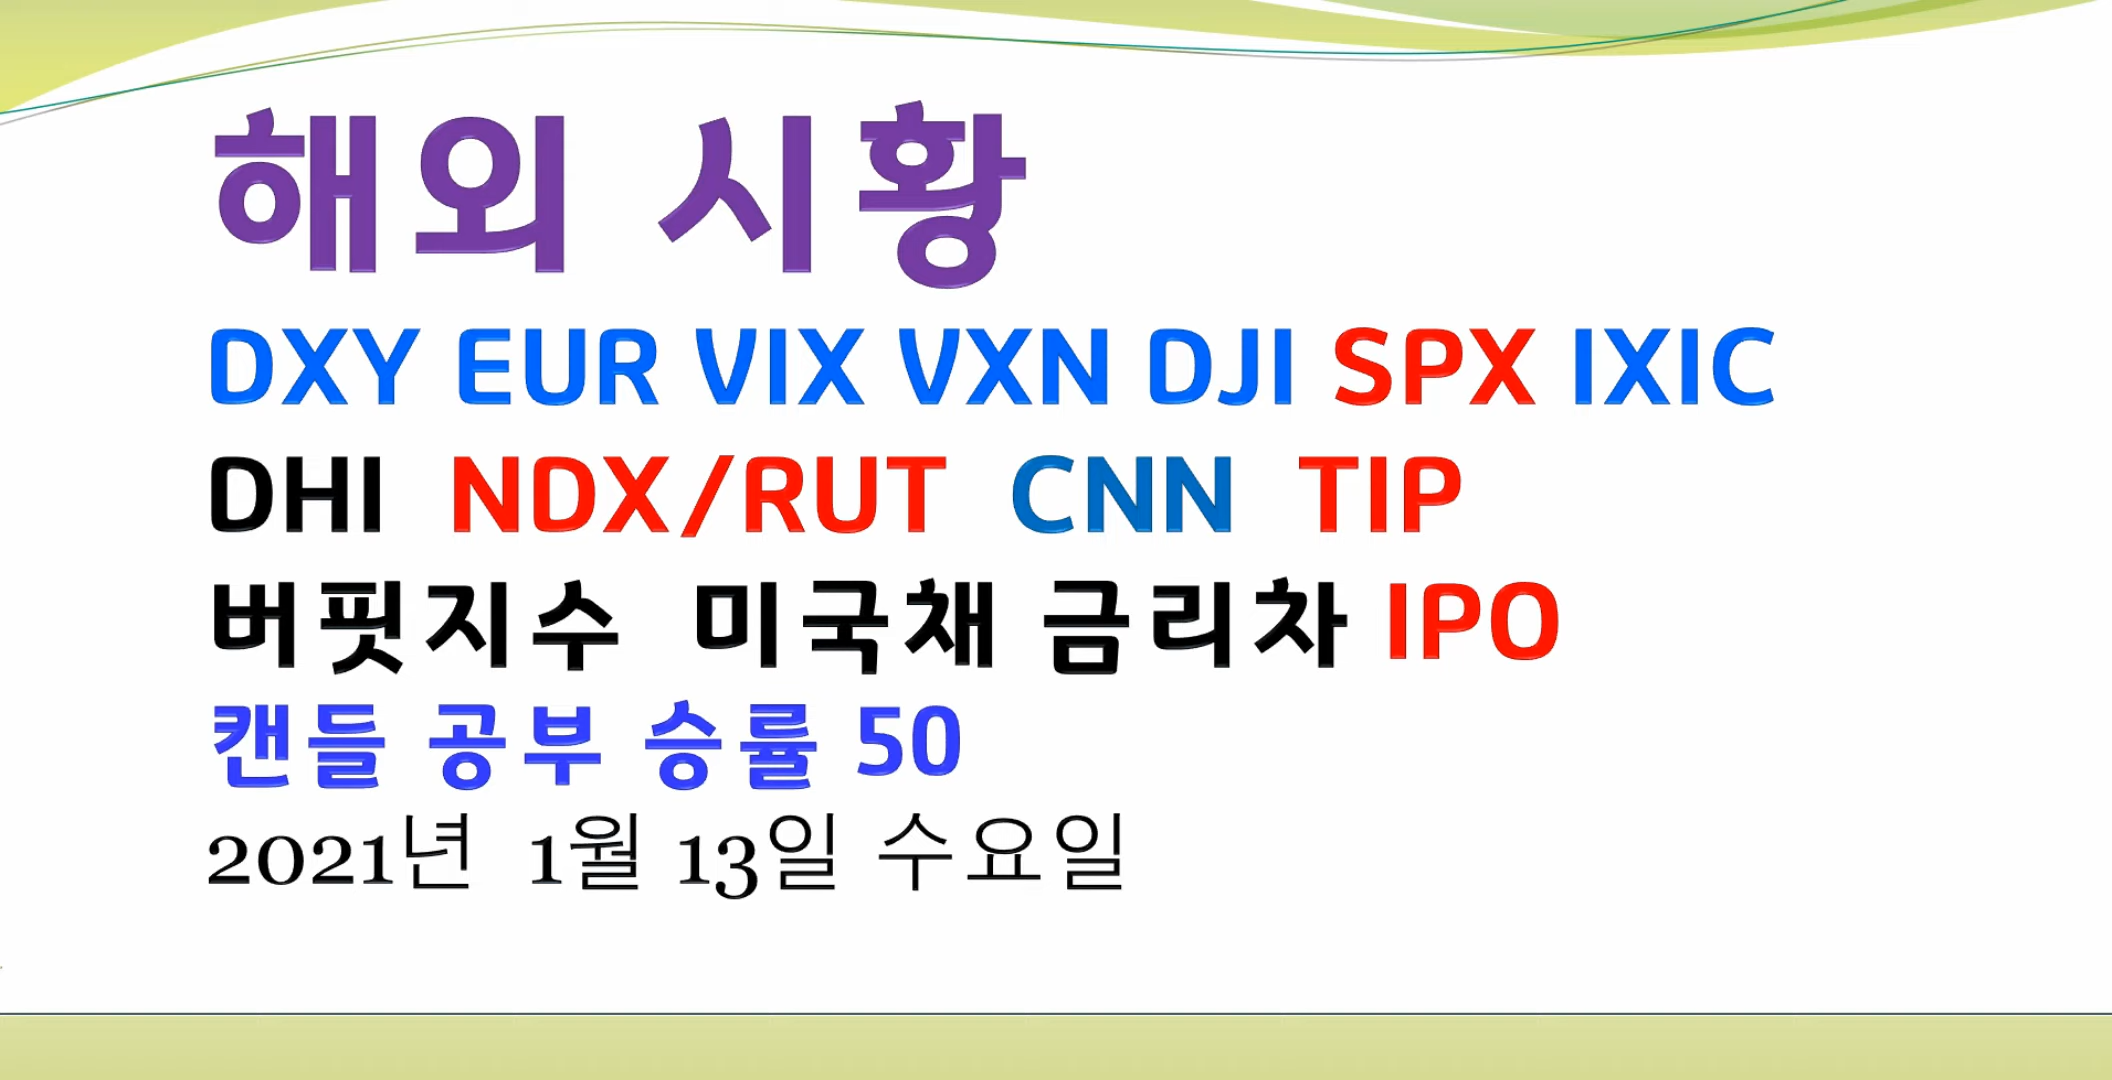 해외 시황
DXY EUR VIX VXN DJI SPX IXIC
DHI NDX/RUT CNN TIP
버핏지수 미국채 금리차 IPO
캔들 공부 승률 50
2021년 1월 13일 수요일